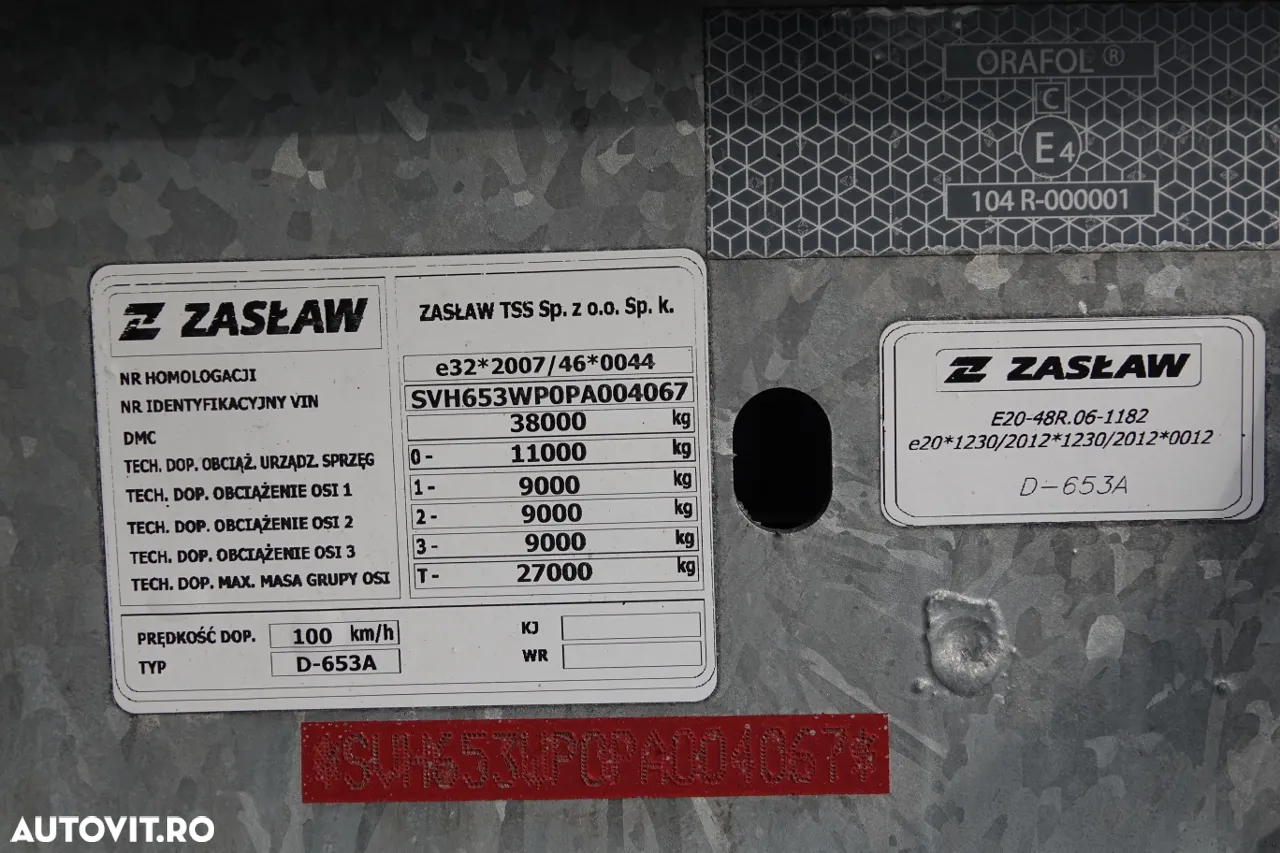 ORAFOL ®
C
E4
104 R-000001
Z ZASŁAW
ZASŁAW TSS Sp. z o.o. Sp. k.
NR HOMOLOGACJI e32*2007/46*0044
NR IDENTYFIKACYJNY VIN SVH653WP0PA004067
DMC 38000 kg
TECH. DOP. OBCIĄŻ. URZĄDZ. SPRZĘG 0- 11000 kg
TECH. DOP. OBCIĄŻENIE OSI 1 1- 9000 kg
TECH. DOP. OBCIĄŻENIE OSI 2 2- 9000 kg
TECH. DOP. OBCIĄŻENIE OSI 3 3- 9000 kg
TECH. DOP. MAX. MASA GRUPY OSI T- 27000 kg
PRĘDKOŚĆ DOP. 100 km/h KJ
TYP D-653A WR
Z ZASŁAW
E20-48R.06-1182
e20*1230/2012*1230/2012*0012
D-653A
*SVH653WP0PA004067*
AUTOVIT.RO